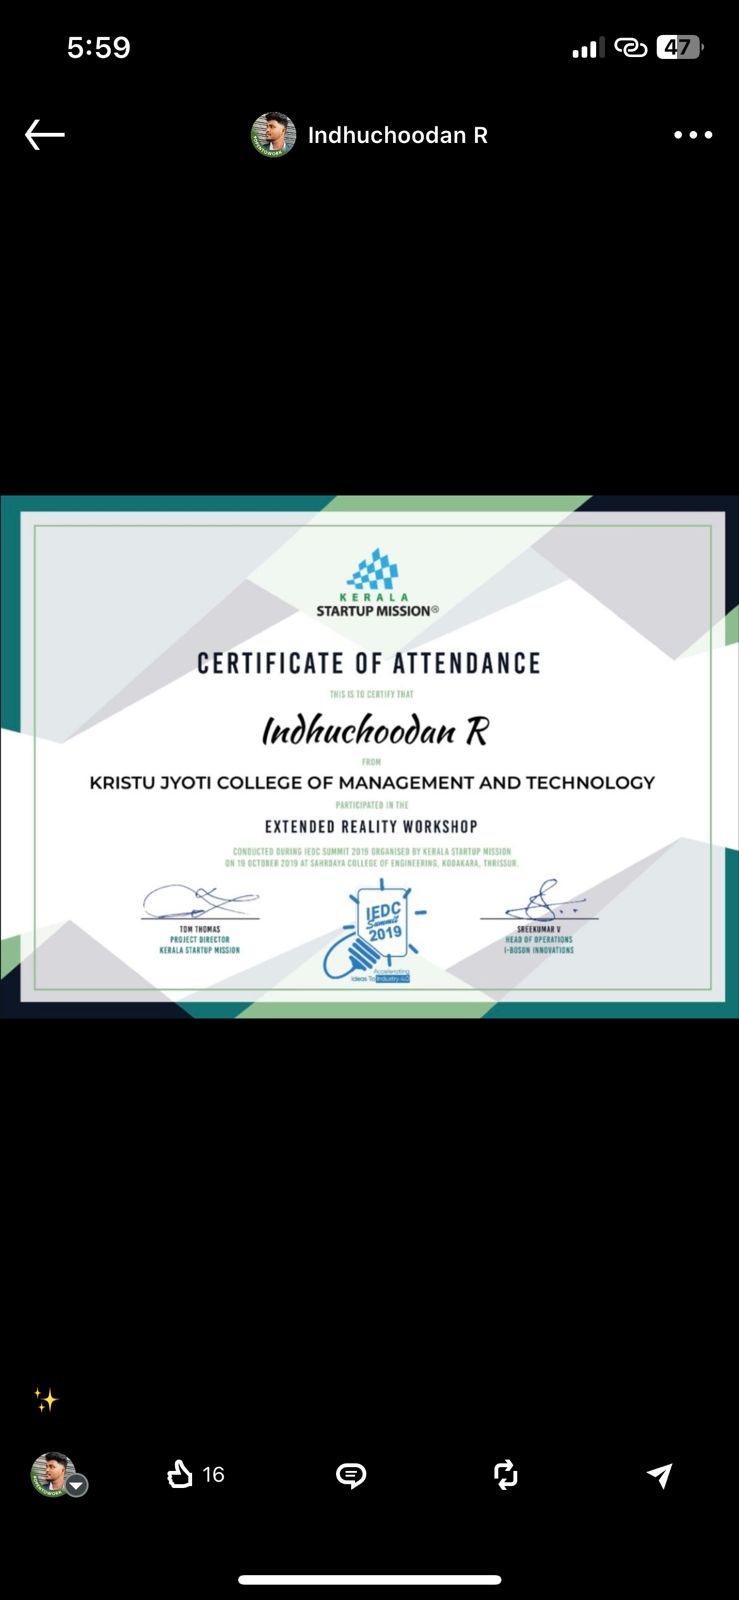 5:59
47
Indhuchoodan R
KERALA
STARTUP MISSION®
CERTIFICATE OF ATTENDANCE
THIS IS TO CERTIFY THAT
Indhuchoodan R
FROM
KRISTU JYOTI COLLEGE OF MANAGEMENT AND TECHNOLOGY
PARTICIPATED IN THE
EXTENDED REALITY WORKSHOP
CONDUCTED DURING IEDC SUMMIT 2019 ORGANISED BY KERALA STARTUP MISSION
ON 19 OCTOBER 2019 AT SAHRDAYA COLLEGE OF ENGINEERING, KODAKARA, THRISSUR.
TOM THOMAS
PROJECT DIRECTOR
KERALA STARTUP MISSION
IEDC
Summit
2019
Accelerating
Ideas To Industry 4.0
SREEKUMAR V
HEAD OF OPERATIONS
I-BOSON INNOVATIONS
16